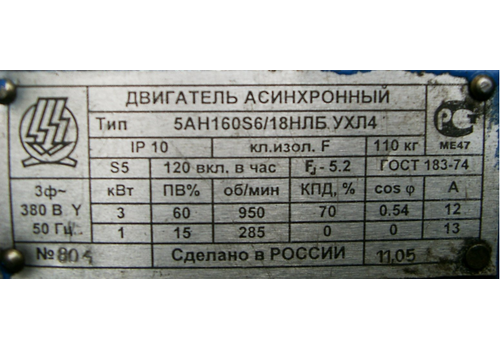 ДВИГАТЕЛЬ АСИНХРОННЫЙ
Тип 5АН160S6/18НЛБ УХЛ4
РС
МЕ47
IP 10 кл.изол. F 110 кг
S5 120 вкл. в час FJ - 5.2 ГОСТ 183-74
3ф~ кВт ПВ% об/мин КПД, % cos φ А
380 В Y 3 60 950 70 0.54 12
50 Гц 1 15 285 0 0 13
№ 804 Сделано в РОССИИ 11,05